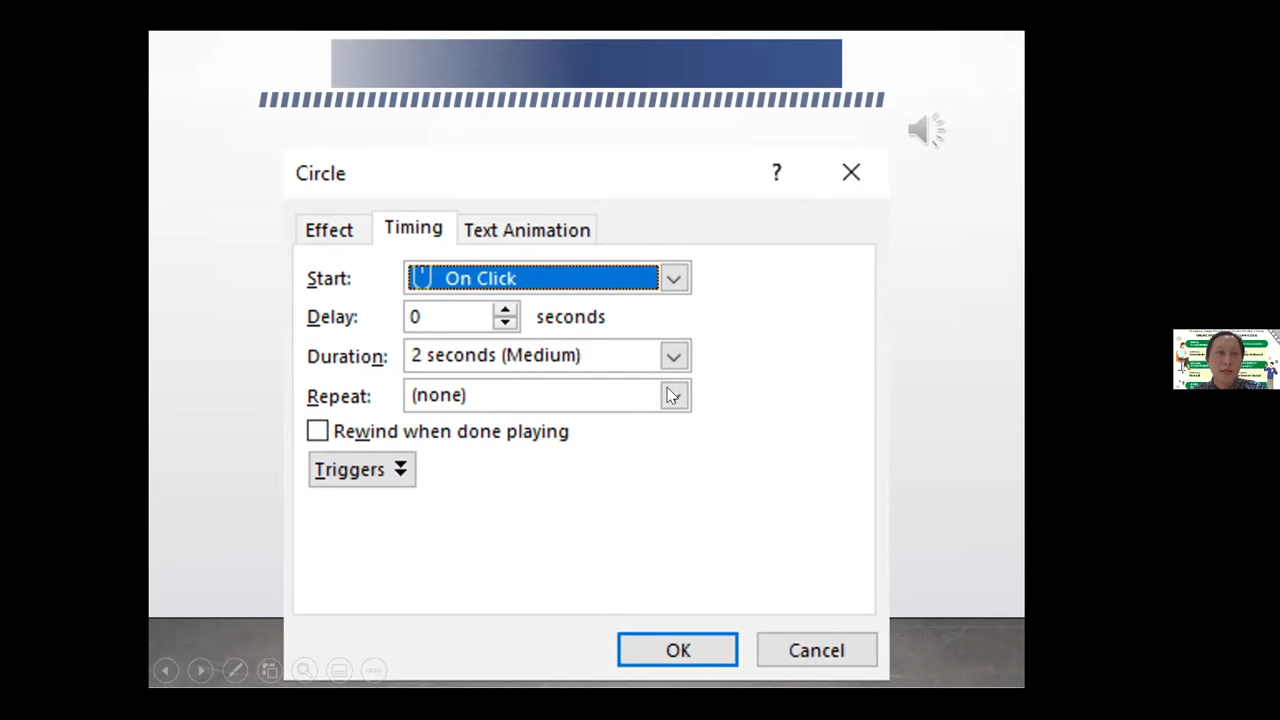 Circle ?
Effect Timing Text Animation
Start: On Click
Delay: 0 seconds
Duration: 2 seconds (Medium)
Repeat: (none)
Rewind when done playing
Triggers
OK Cancel